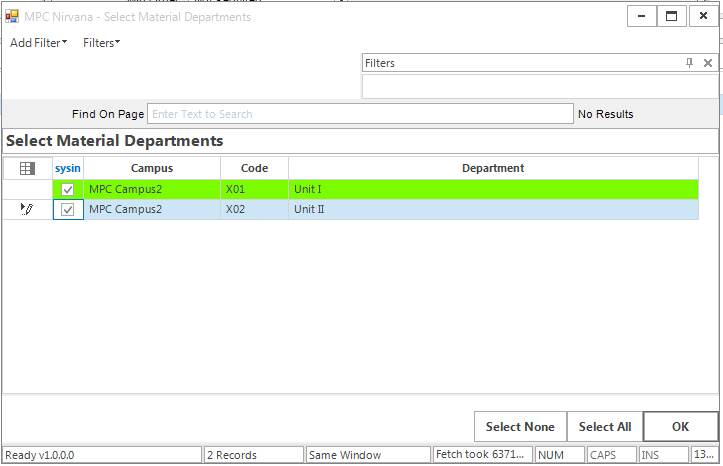 MPC Nirvana - Select Material Departments
Add Filter Filters
Filters
Find On Page Enter Text to Search No Results
Select Material Departments
sysin Campus Code Department
MPC Campus2 X01 Unit I
MPC Campus2 X02 Unit II
Select None Select All OK
Ready v1.0.0.0 2 Records Same Window Fetch took 6371... NUM CAPS INS 13...